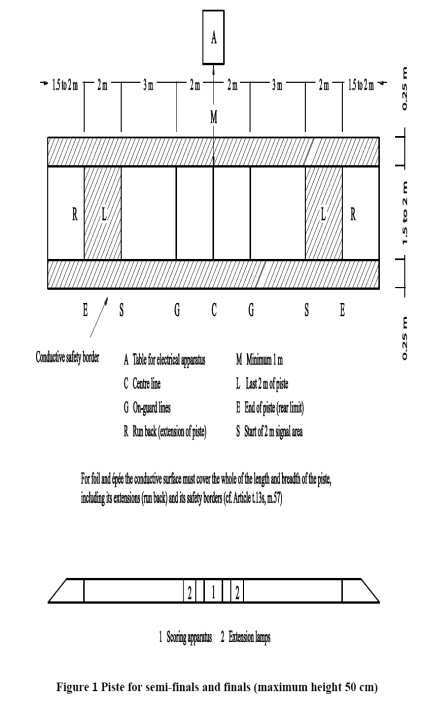 A
1.5 to 2 m 2 m 3 m 2 m 2 m 3 m 2 m 1.5 to 2 m
0.25 m
M
R L L R
1.5 to 2 m
E S G C G S E
0.25 m
Conductive safety border
A Table for electrical apparatus M Minimum 1 m
C Centre line L Last 2 m of piste
G On-guard lines E End of piste (rear limit)
R Run back (extension of piste) S Start of 2 m signal area
For foil and épée the conductive surface must cover the whole of the length and breadth of the piste,
including its extensions (run back) and its safety borders (cf. Article t.13s, m.57)
2 1 2
1 Scoring apparatus 2 Extension lamps
Figure 1 Piste for semi-finals and finals (maximum height 50 cm)